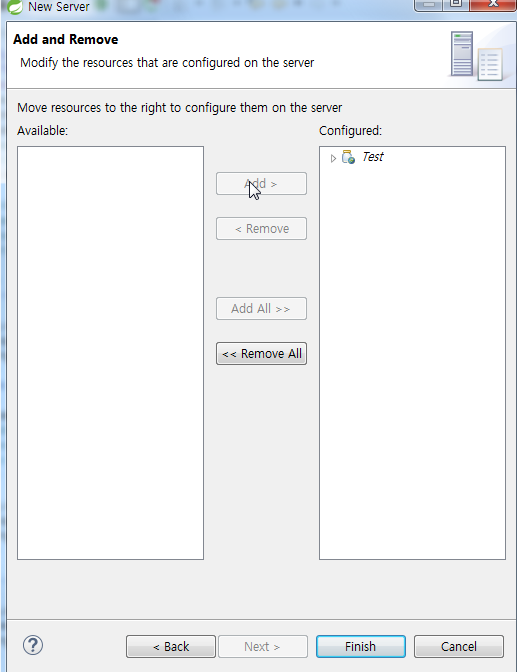 New Server
Add and Remove
Modify the resources that are configured on the server
Move resources to the right to configure them on the server
Available:
Configured:
Test
Add >
< Remove
Add All >>
<< Remove All
?
< Back
Next >
Finish
Cancel